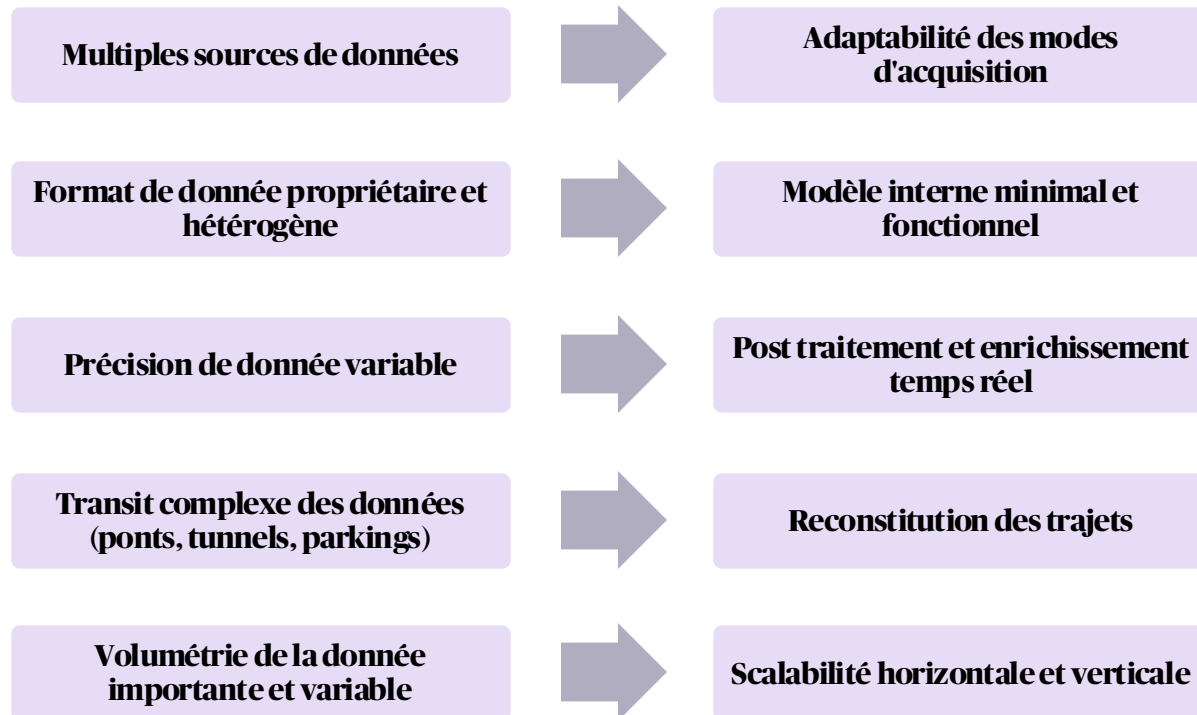 Multiples sources de données
Adaptabilité des modes
d'acquisition
Format de donnée propriétaire et
hétérogène
Modèle interne minimal et
fonctionnel
Précision de donnée variable
Post traitement et enrichissement
temps réel
Transit complexe des données
(ponts, tunnels, parkings)
Reconstitution des trajets
Volumétrie de la donnée
importante et variable
Scalabilité horizontale et verticale